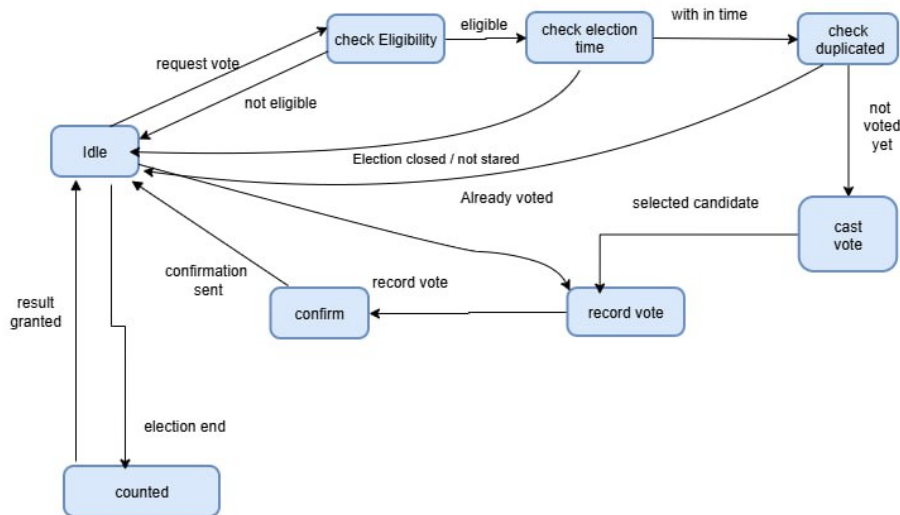 with in time
eligible
check Eligibility
check election
time
check
duplicated
request vote
not eligible
not
voted
yet
Idle
Election closed / not stared
Already voted
selected candidate
cast
vote
confirmation
sent
record vote
result
granted
confirm
record vote
election end
counted